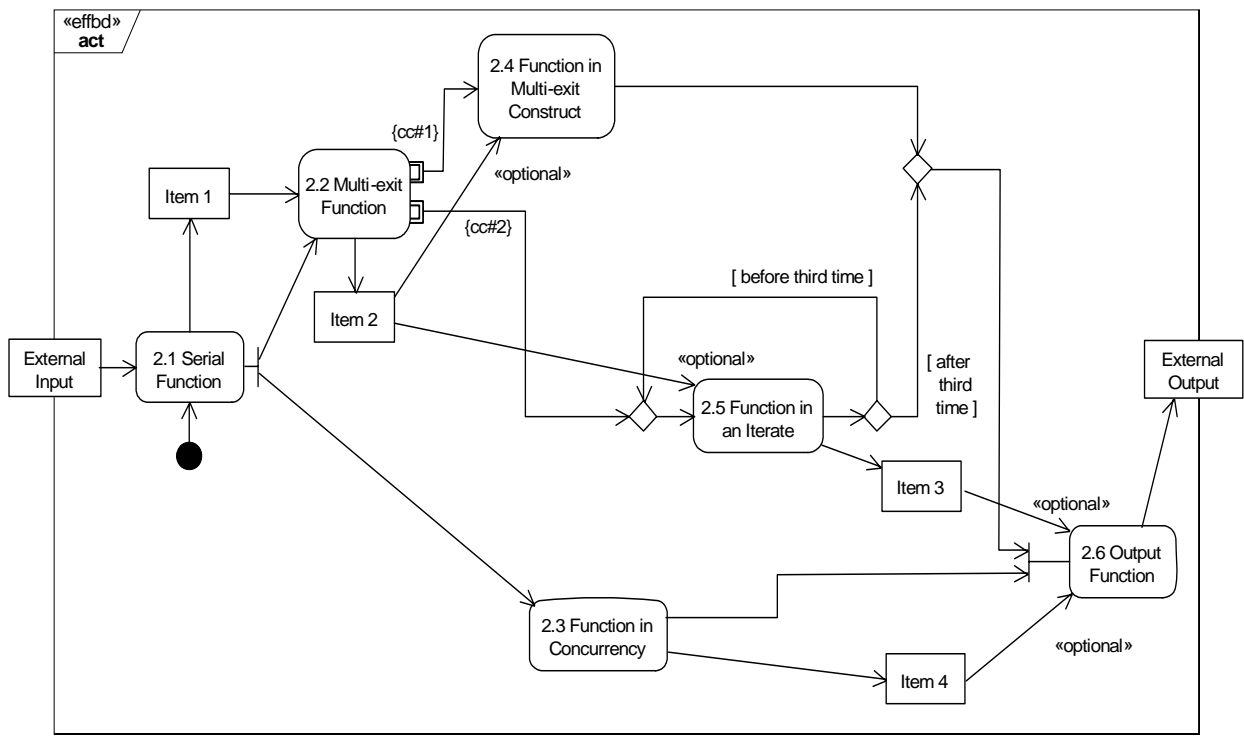 «effbd»
act
2.4 Function in
Multi-exit
Construct
{cc#1}
«optional»
2.2 Multi-exit
Function
Item 1
{cc#2}
[ before third time ]
Item 2
External
Input
2.1 Serial
Function
«optional»
[ after
third
time ]
External
Output
2.5 Function in
an Iterate
Item 3
«optional»
2.6 Output
Function
2.3 Function in
Concurrency
«optional»
Item 4